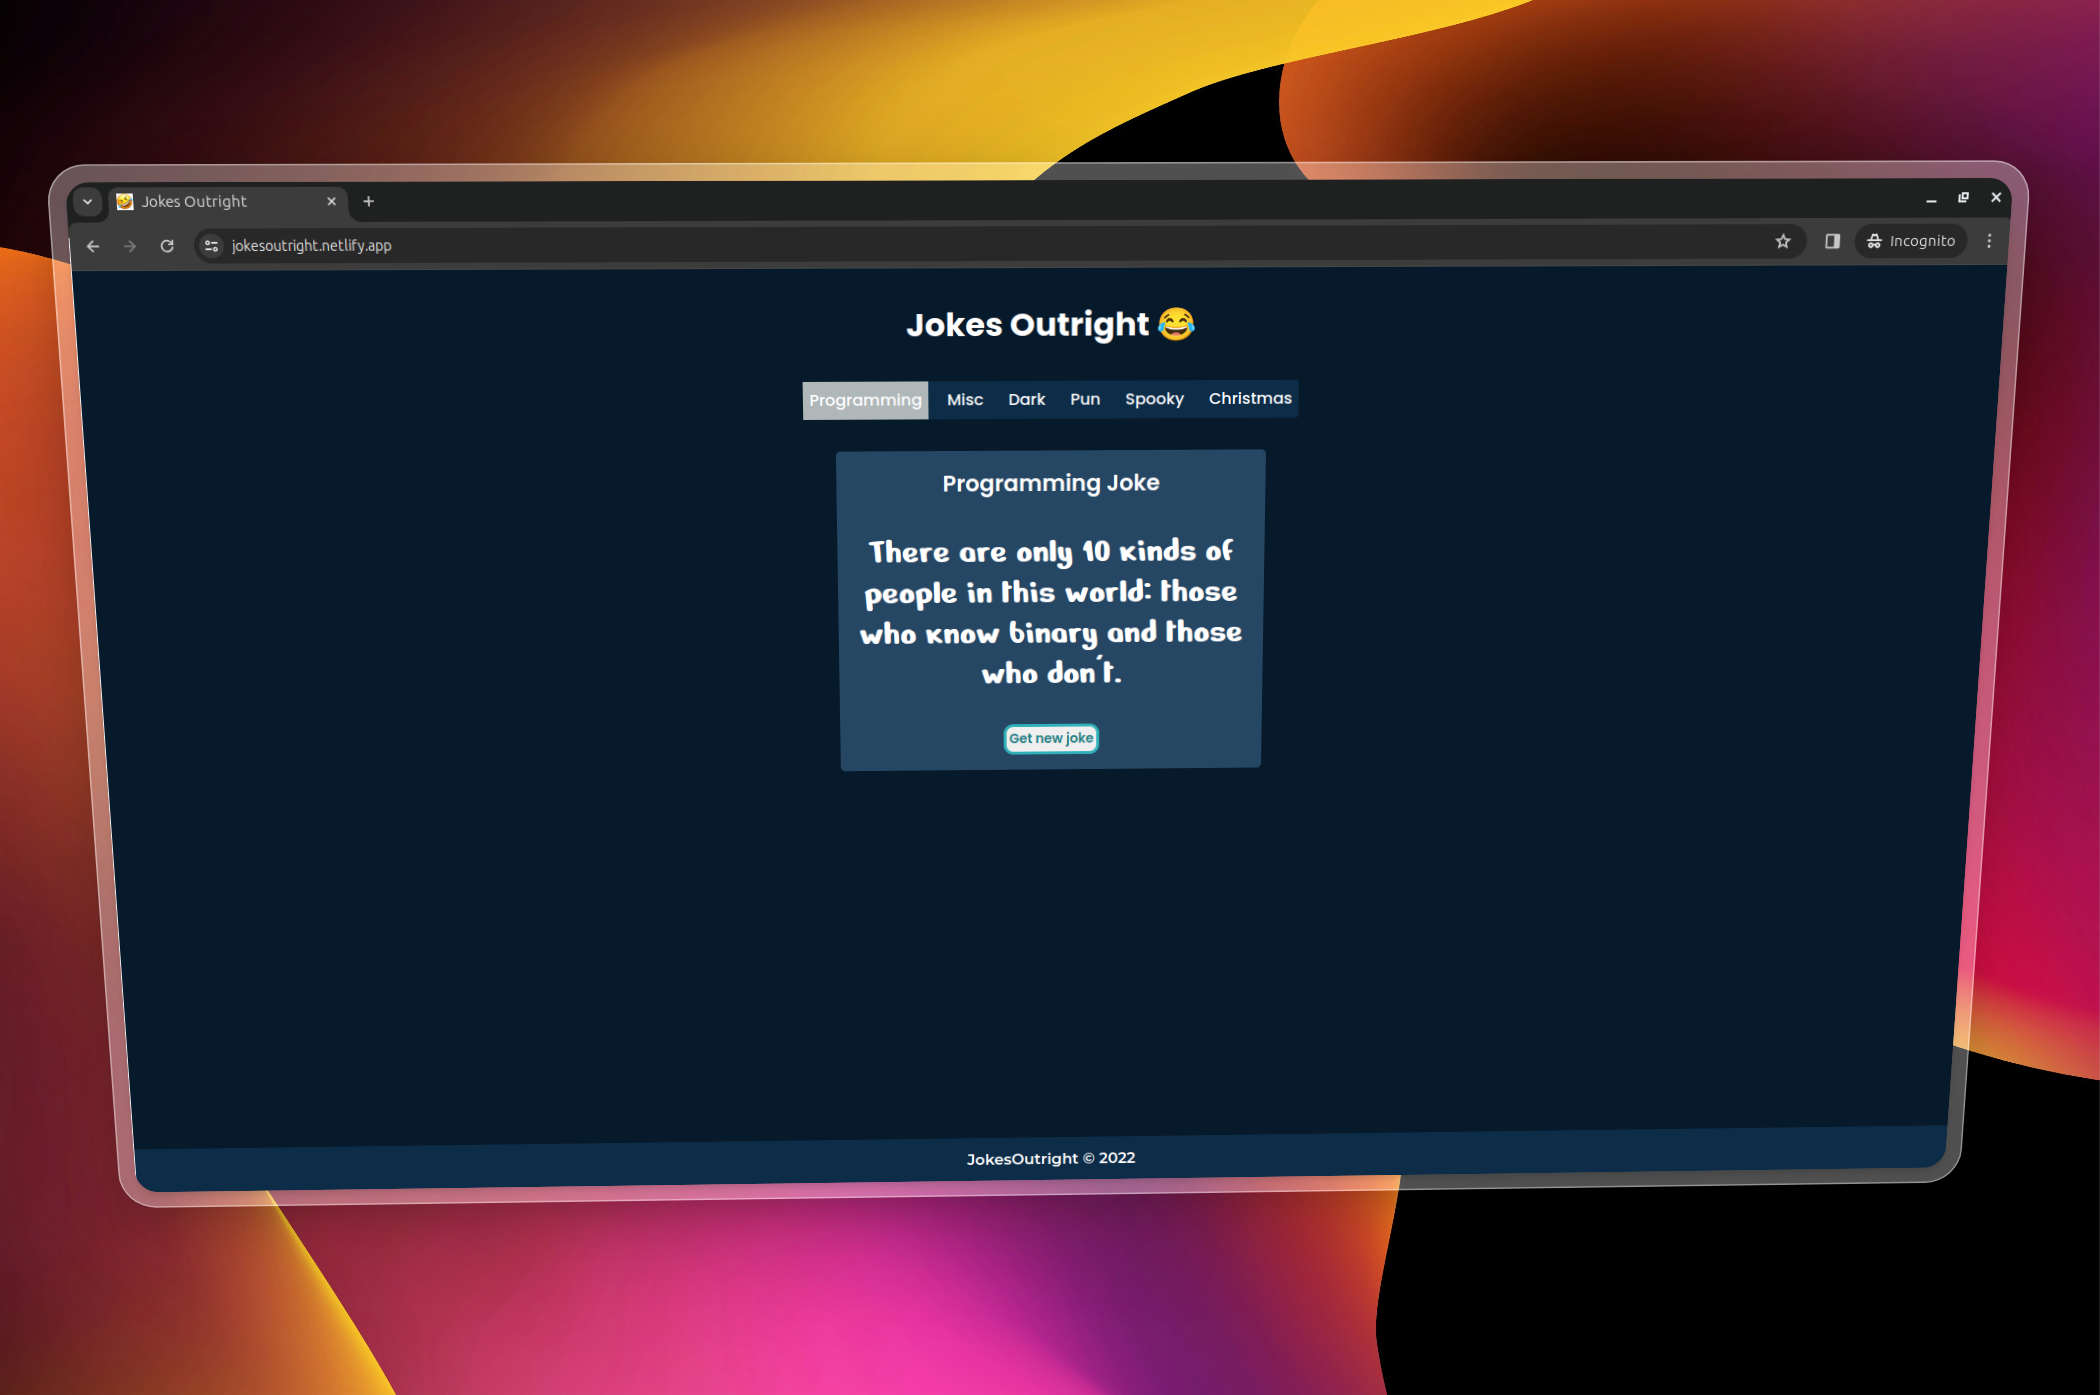 Jokes Outright
jokesoutright.netlify.app
Incognito
Jokes Outright 😂
Programming Misc Dark Pun Spooky Christmas
Programming Joke
There are only 10 kinds of
people in this world: those
who know binary and those
who don't.
Get new joke
JokesOutright © 2022